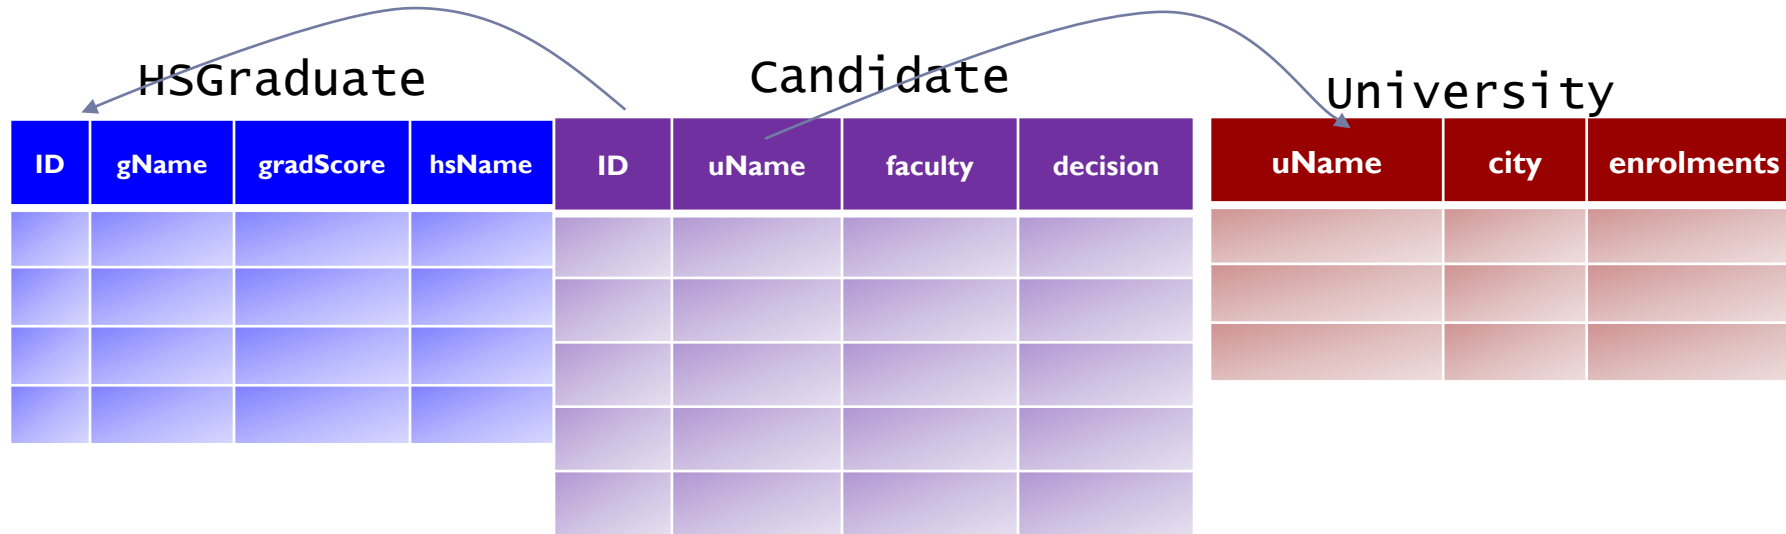 HSGraduate
ID gName gradScore hsName
Candidate
ID uName faculty decision
University
uName city enrolments